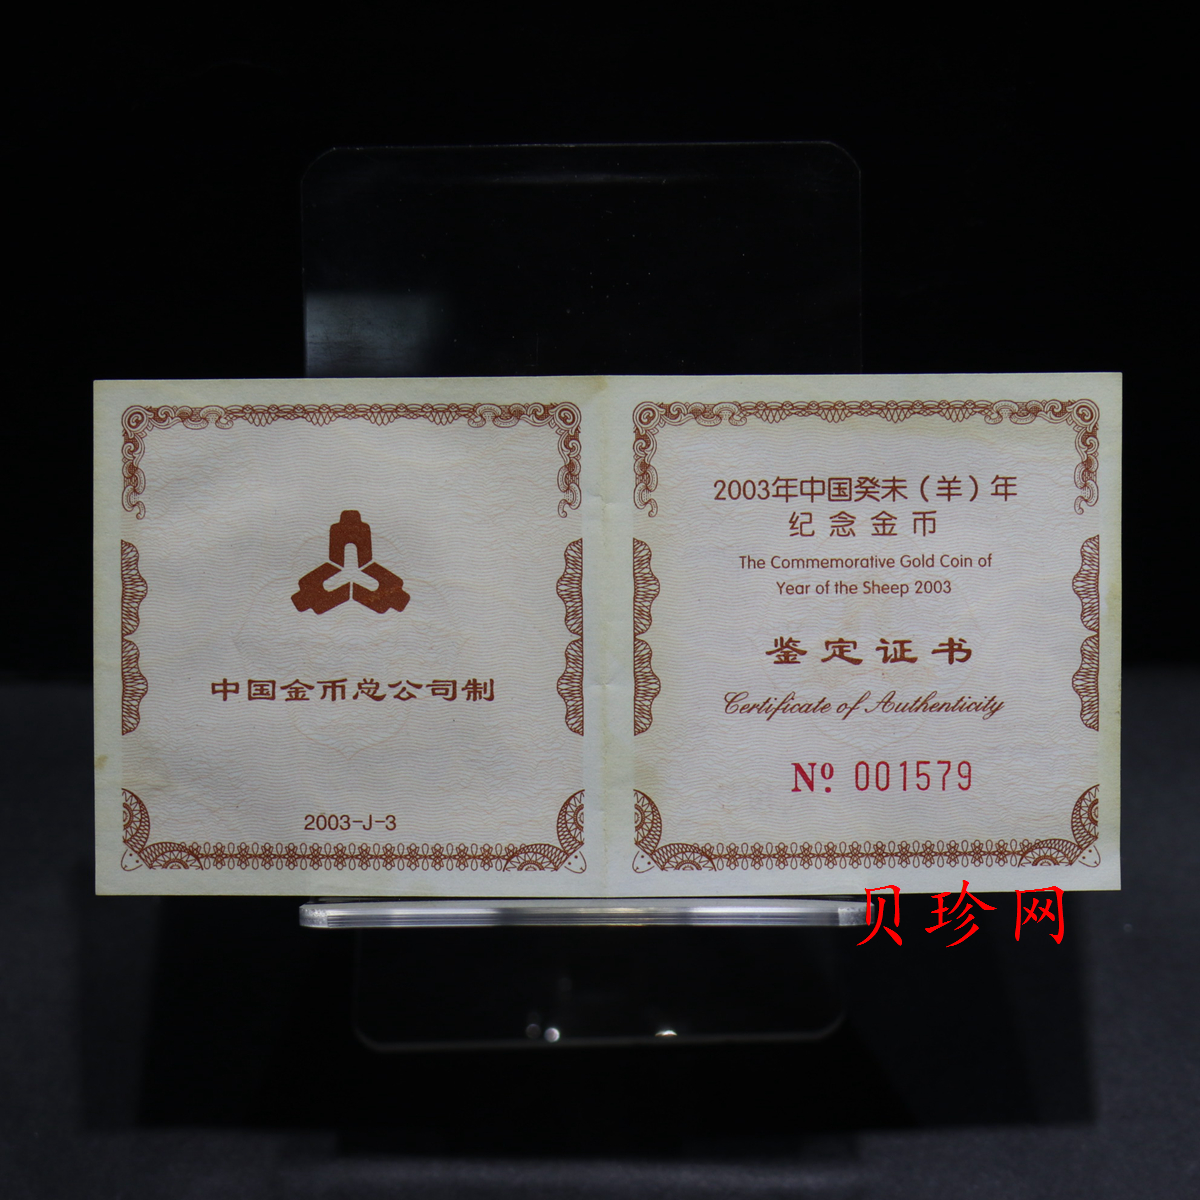 中国金币总公司制
2003-J-3
2003年中国癸未（羊）年
纪念金币
The Commemorative Gold Coin of
Year of the Sheep 2003
鉴定证书
Certificate of Authenticity
Nº 001579
贝珍网